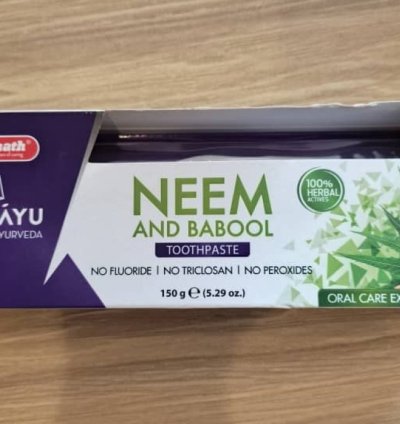 NEEM
AND BABOOL
TOOTHPASTE
NO FLUORIDE | NO TRICLOSAN | NO PEROXIDES
150 g ℮ (5.29 oz.)
100%
HERBAL
ACTIVES
ORAL CARE